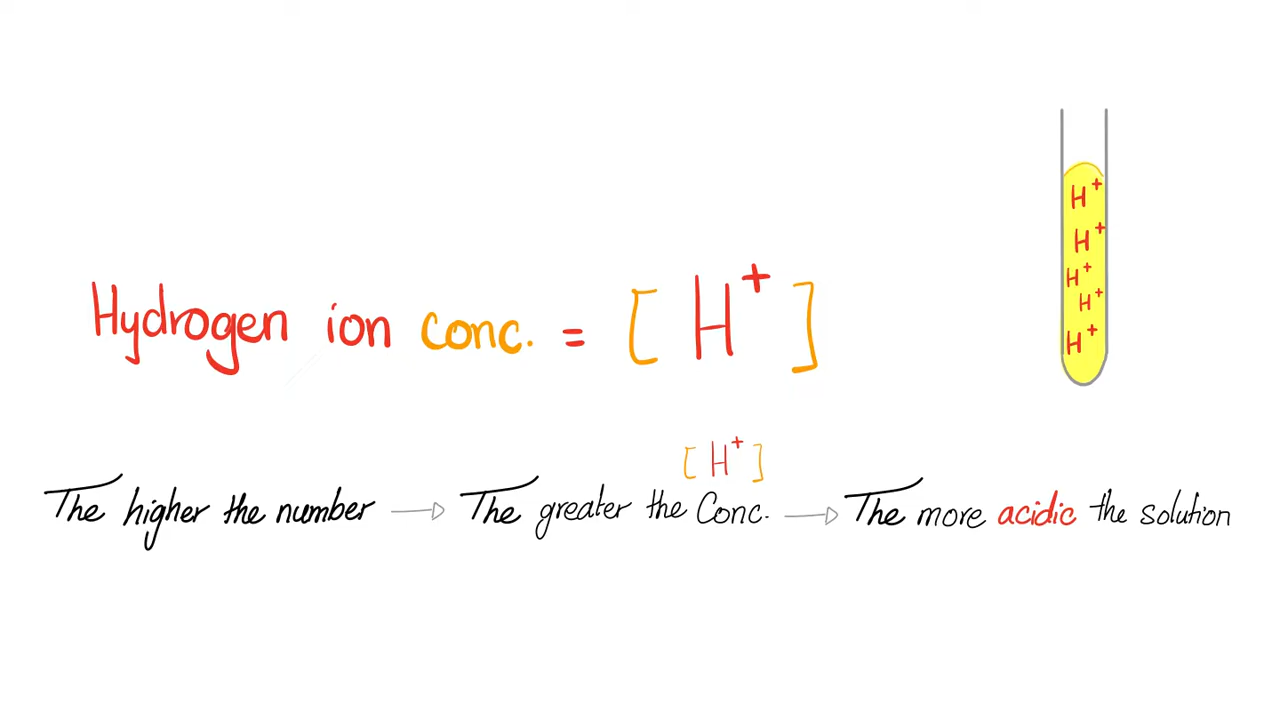 H⁺
H⁺
H⁺
H⁺
H⁺
Hydrogen ion conc. = [ H⁺ ]
[ H⁺ ]
The higher the number → The greater the Conc. → The more acidic the solution